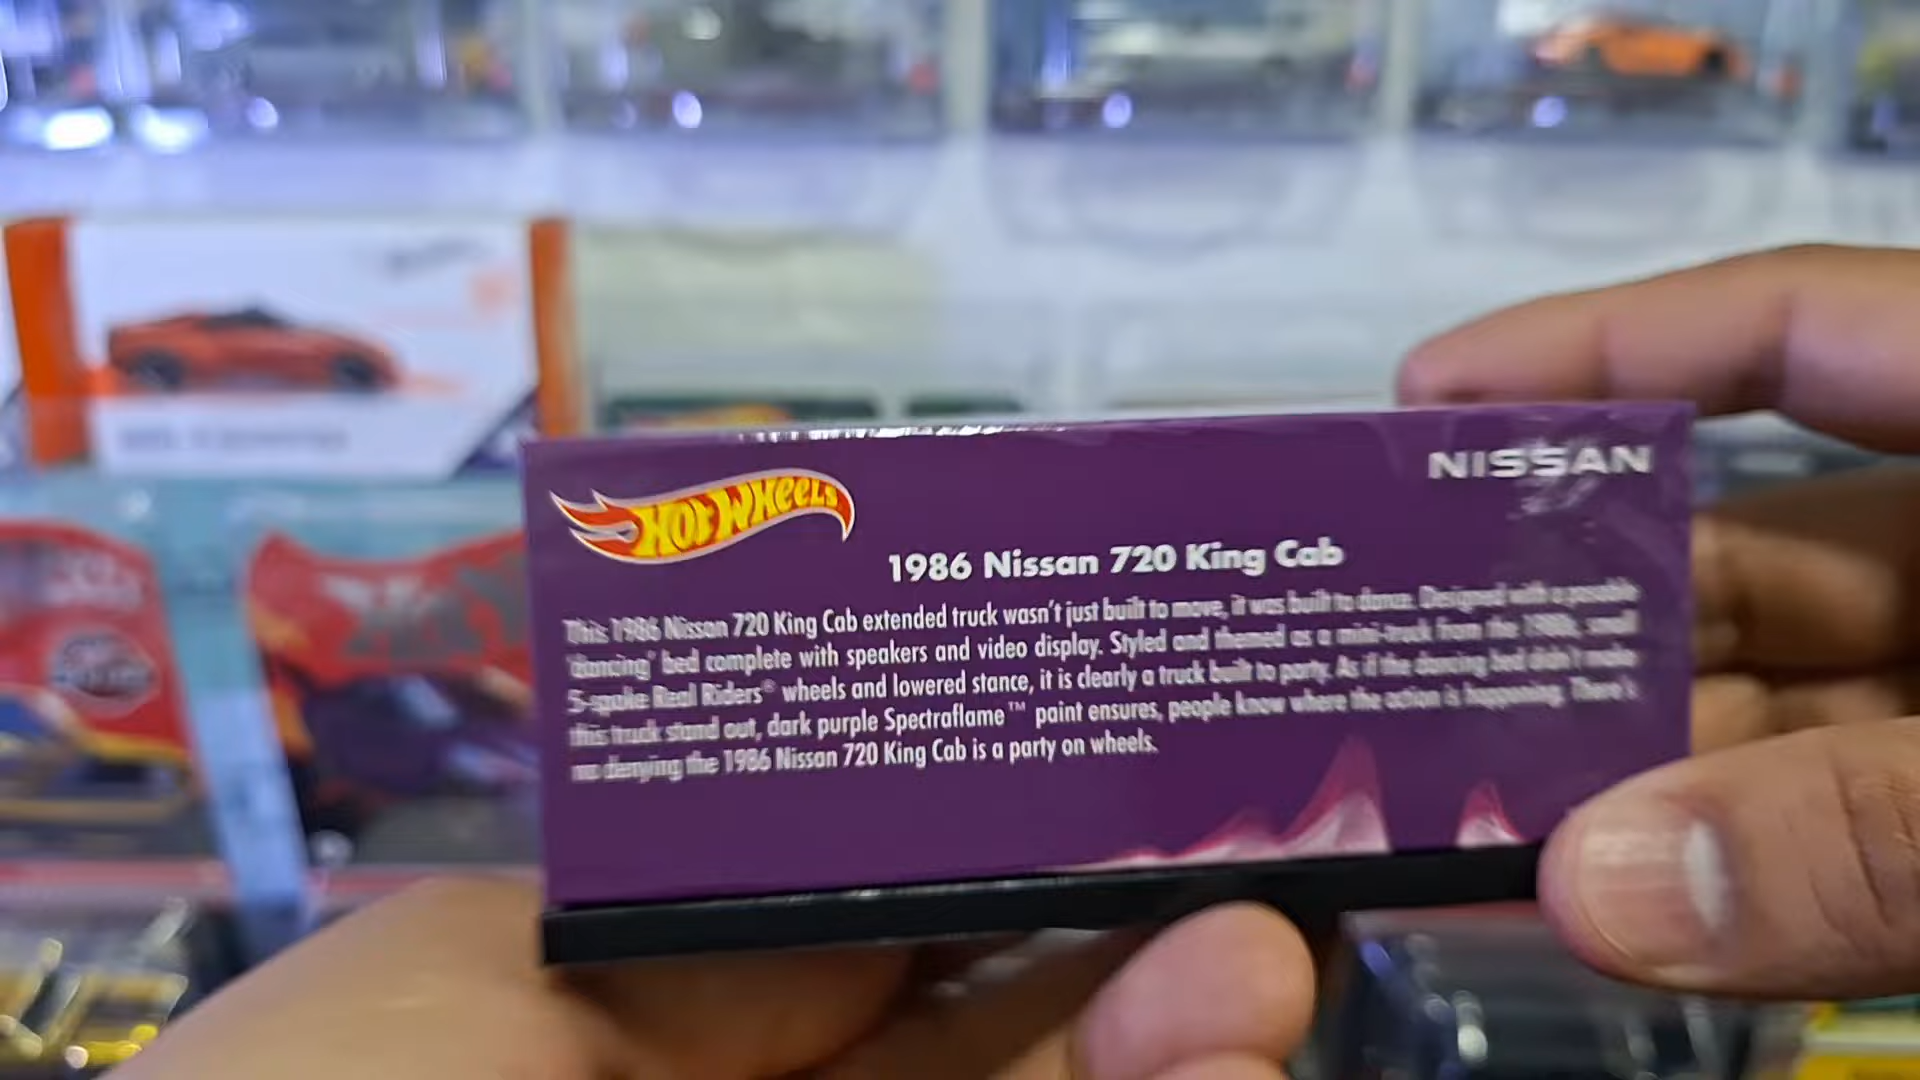 HOT WHEELS
NISSAN
1986 Nissan 720 King Cab
This 1986 Nissan 720 King Cab extended truck wasn't just built to move, it was built to dance. Designed with a posable
'dancing' bed complete with speakers and video display. Styled and themed as a mini-truck from the 1980s, small
5-spoke Real Riders® wheels and lowered stance, it is clearly a truck built to party. As if the dancing bed didn't make
this truck stand out, dark purple Spectraflame™ paint ensures, people know where the action is happening. There's
no denying the 1986 Nissan 720 King Cab is a party on wheels.